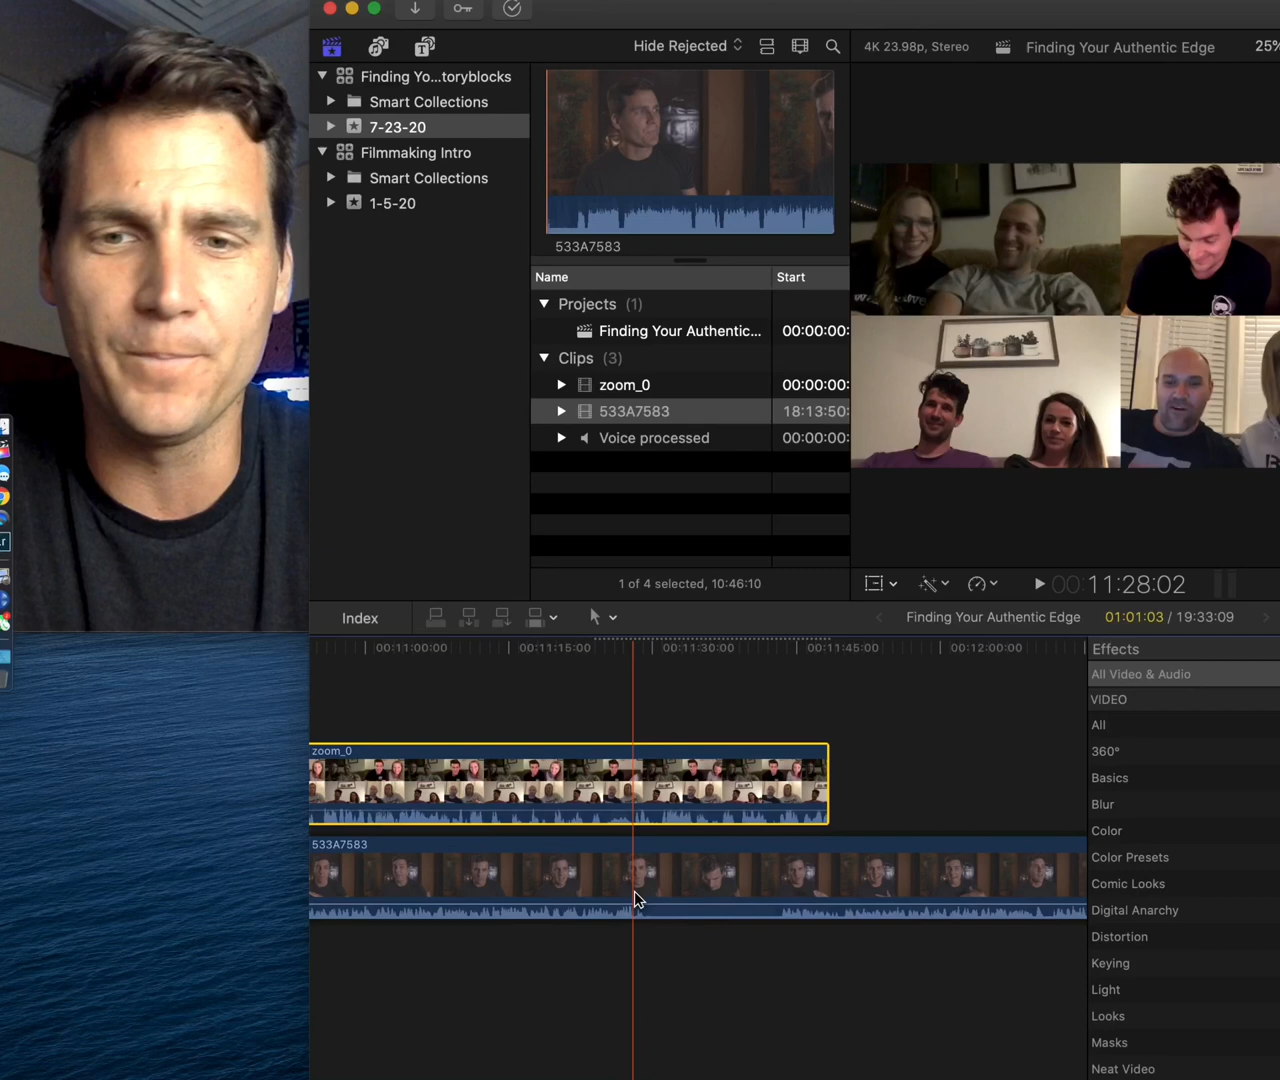 Hide Rejected
4K 23.98p, Stereo
Finding Your Authentic Edge
25%
Finding Yo...toryblocks
Smart Collections
7-23-20
Filmmaking Intro
Smart Collections
1-5-20
533A7583
Name
Start
Projects (1)
Finding Your Authentic...
00:00:00:
Clips (3)
zoom_0
00:00:00:
533A7583
18:13:50:
Voice processed
00:00:00:
1 of 4 selected, 10:46:10
00:11:28:02
Index
Finding Your Authentic Edge
01:01:03 / 19:33:09
00:11:00:00
00:11:15:00
00:11:30:00
00:11:45:00
00:12:00:00
Effects
All Video & Audio
VIDEO
All
360°
Basics
Blur
Color
Color Presets
Comic Looks
Digital Anarchy
Distortion
Keying
Light
Looks
Masks
Neat Video
zoom_0
533A7583